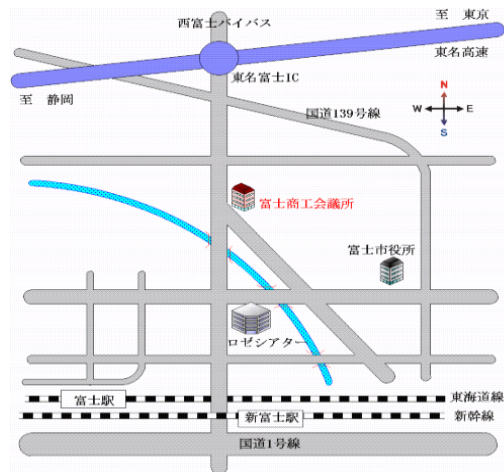 至 東京
西富士バイパス
東名高速
東名富士IC
至 静岡
国道139号線
N
W E
S
富士商工会議所
富士市役所
ロゼシアター
富士駅
東海道線
新富士駅
新幹線
国道1号線